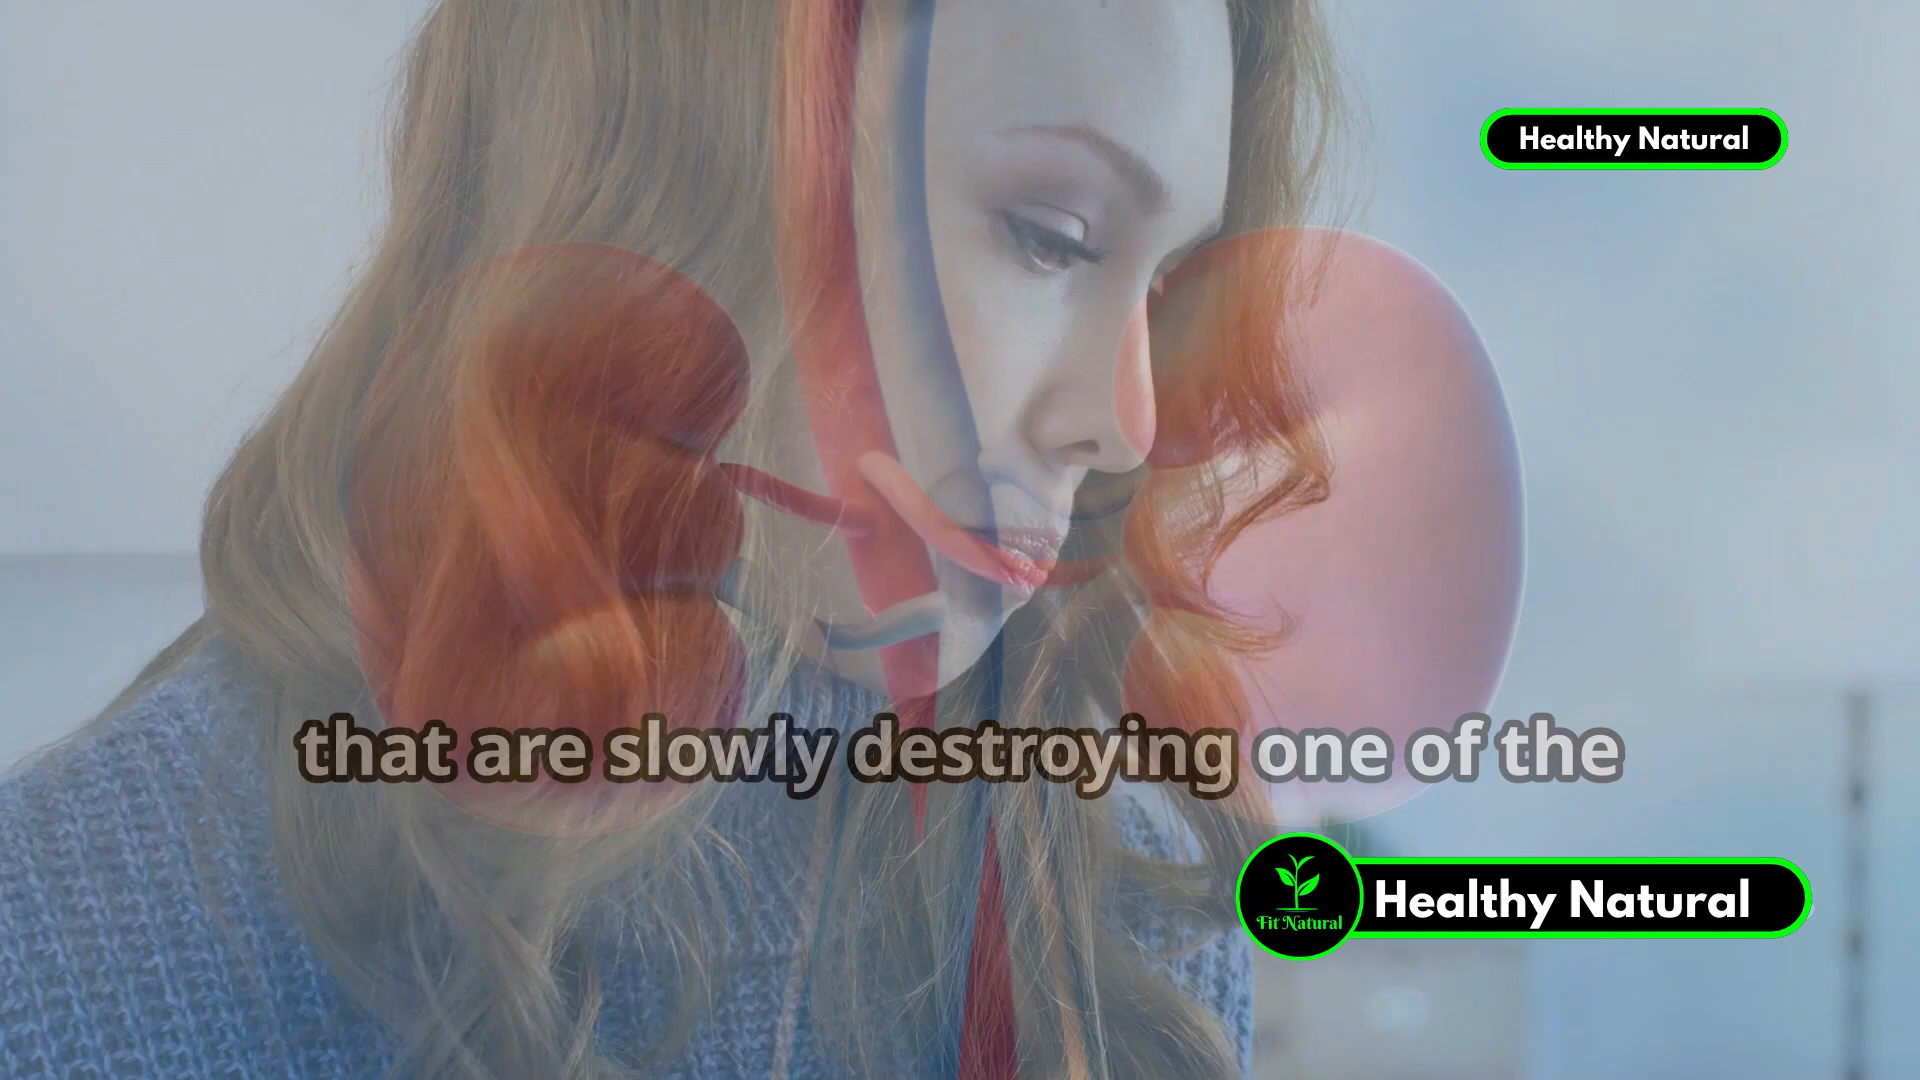 Healthy Natural
that are slowly destroying one of the
Fit Natural
Healthy Natural